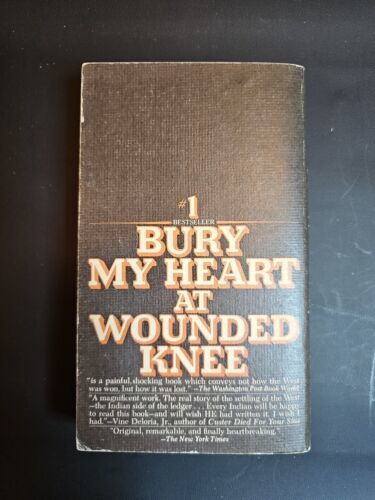 #1
BESTSELLER
BURY
MY HEART
AT
WOUNDED
KNEE
"is a painful, shocking book which conveys not how the West
was won, but how it was lost."—The Washington Post Book World
"A magnificent work. The real story of the settling of the West
—the Indian side of the ledger . . . Every Indian will be happy
to read this book—and will wish HE had written it. I wish I
had."—Vine Deloria, Jr., author of Custer Died For Your Sins
"Original, remarkable, and finally heartbreaking."
—The New York Times